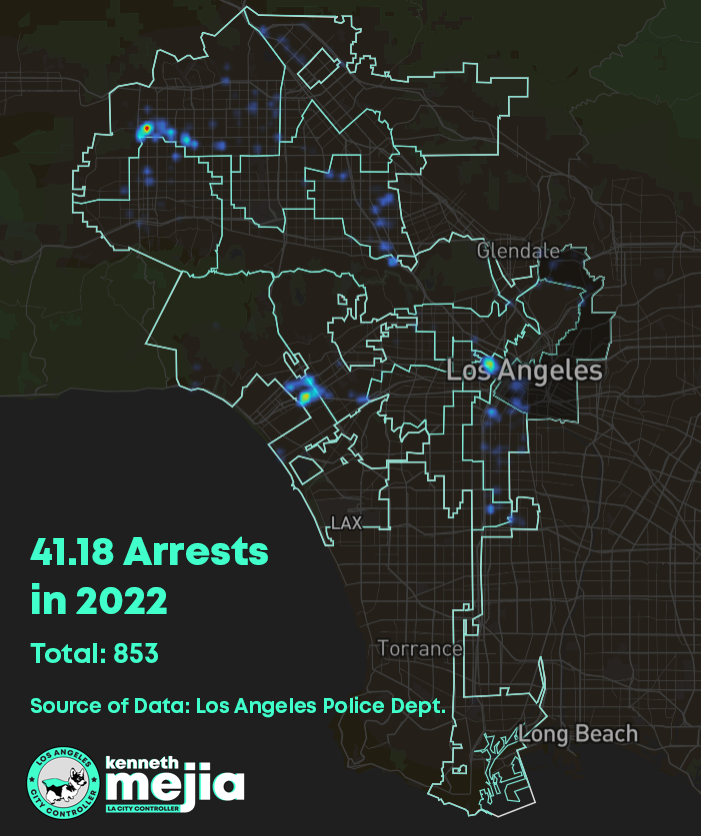 Glendale
Los Angeles
LAX
41.18 Arrests
in 2022
Total: 853
Torrance
Source of Data: Los Angeles Police Dept.
Long Beach
LOS ANGELES
CITY CONTROLLER
kenneth
mejia
LA CITY CONTROLLER